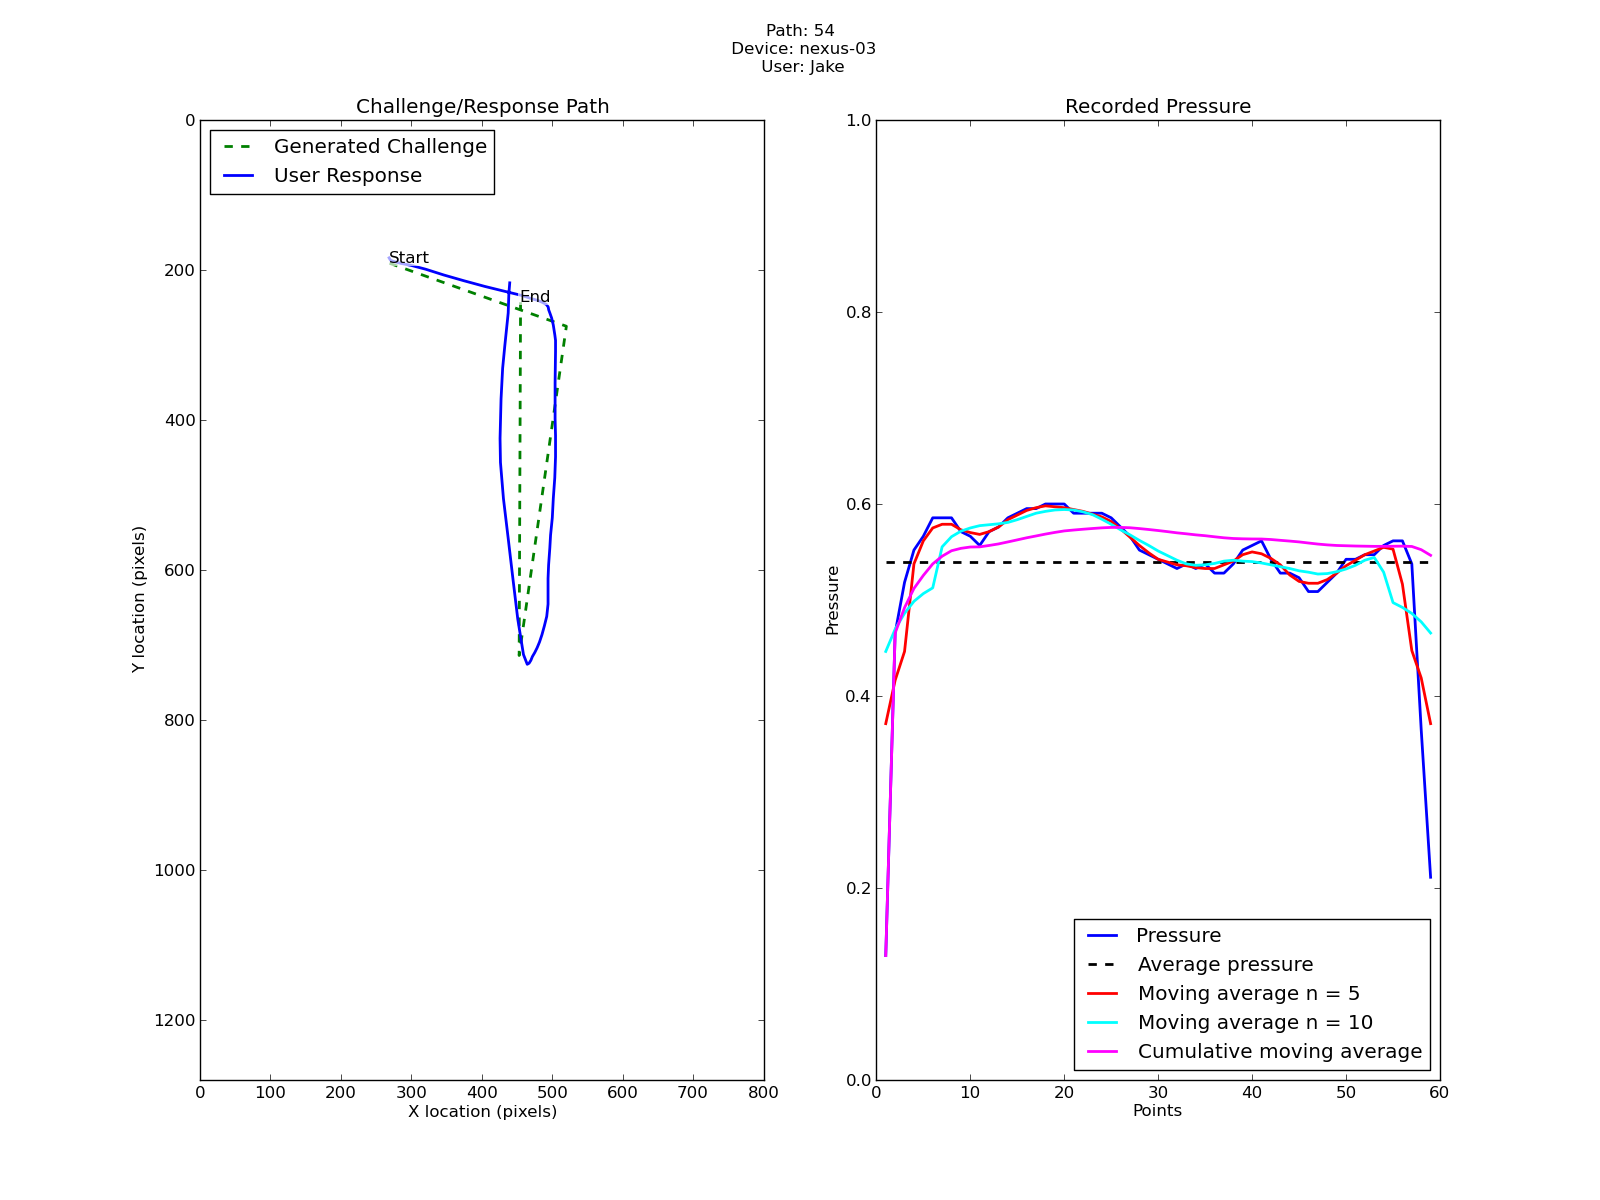 Path: 54
Device: nexus-03
User: Jake
Challenge/Response Path
Generated Challenge
User Response
Start
End
0
200
400
600
800
1000
1200
Y location (pixels)
0 100 200 300 400 500 600 700 800
X location (pixels)
Recorded Pressure
1.0
0.8
0.6
0.4
0.2
0.0
Pressure
Pressure
Average pressure
Moving average n = 5
Moving average n = 10
Cumulative moving average
0 10 20 30 40 50 60
Points